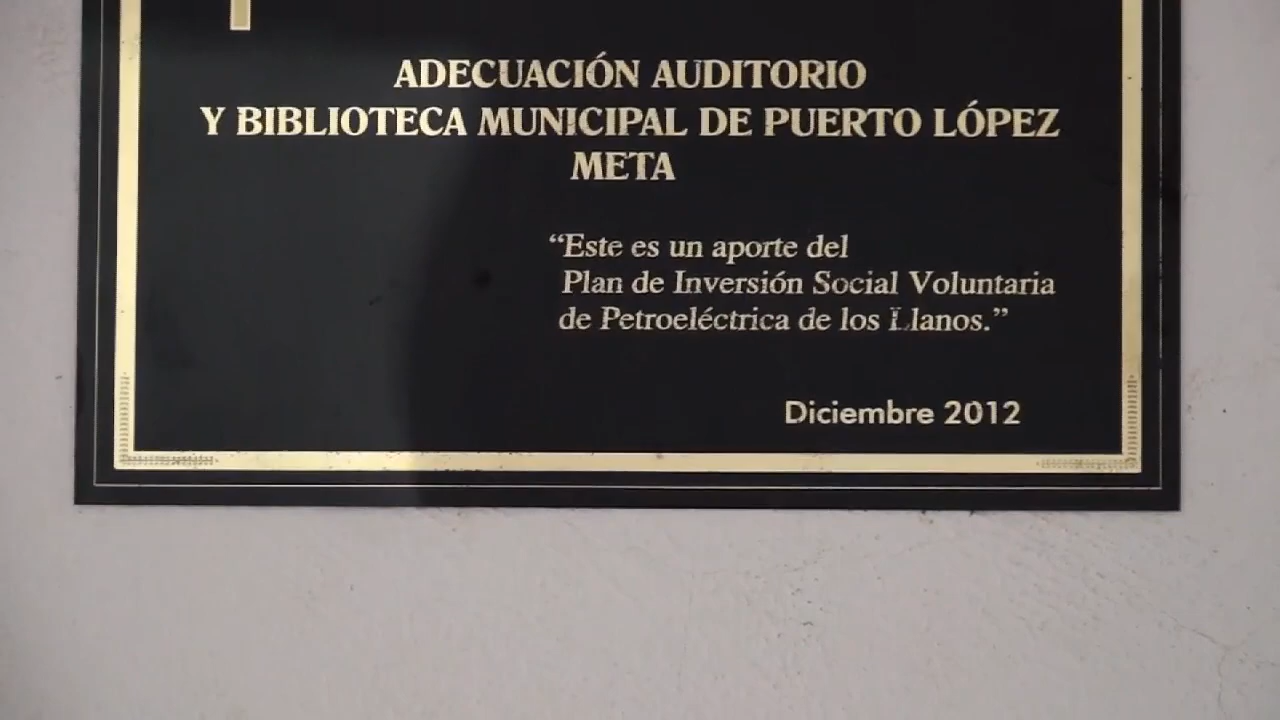 ADECUACIÓN AUDITORIO
Y BIBLIOTECA MUNICIPAL DE PUERTO LÓPEZ
META
“Este es un aporte del
Plan de Inversión Social Voluntaria
de Petroeléctrica de los Llanos.”
Diciembre 2012